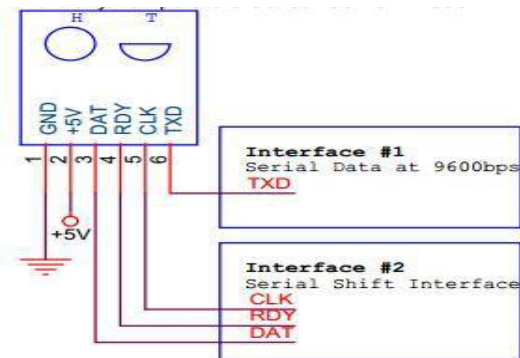 H T
GND +5V DAT RDY CLK TXD
1 2 3 4 5 6
+5V
Interface #1
Serial Data at 9600bps
TXD
Interface #2
Serial Shift Interface
CLK
RDY
DAT